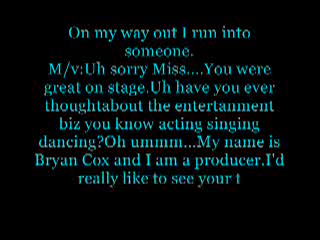 On my way out I run into
someone.
M/v:Uh sorry Miss....You were
great on stage.Uh have you ever
thoughtabout the entertanment
biz you know acting singing
dancing?Oh ummm...My name is
Bryan Cox and I am a producer.I'd
really like to see your t